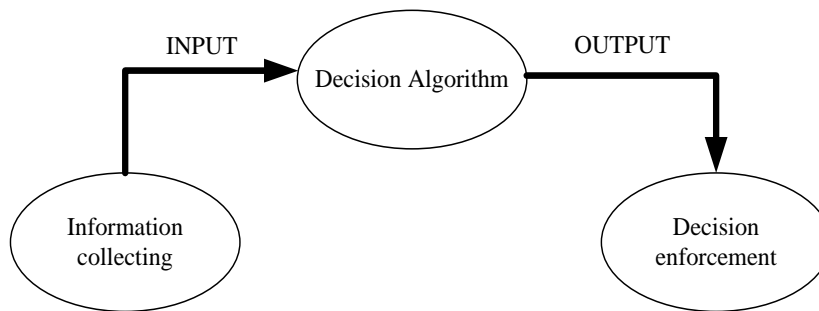 INPUT
OUTPUT
Decision Algorithm
Information
collecting
Decision
enforcement